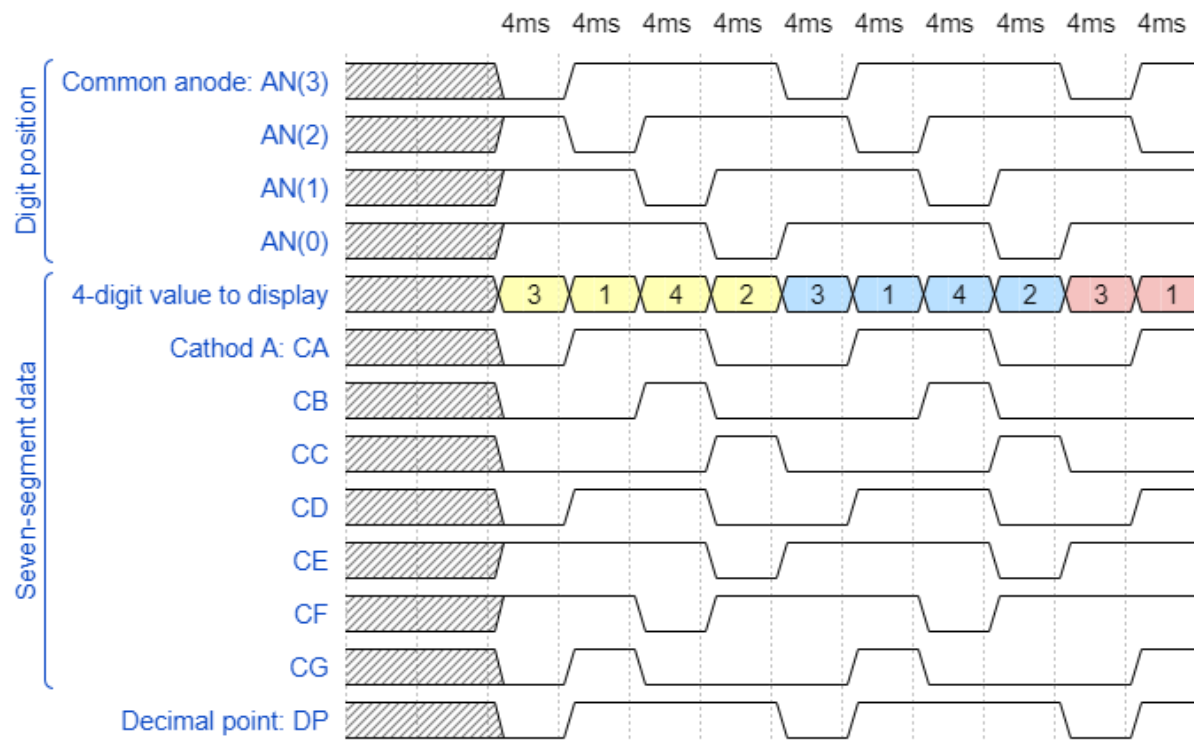 4ms 4ms 4ms 4ms 4ms 4ms 4ms 4ms 4ms 4ms
Digit position
Common anode: AN(3)
AN(2)
AN(1)
AN(0)
Seven-segment data
4-digit value to display 3 1 4 2 3 1 4 2 3 1
Cathod A: CA
CB
CC
CD
CE
CF
CG
Decimal point: DP